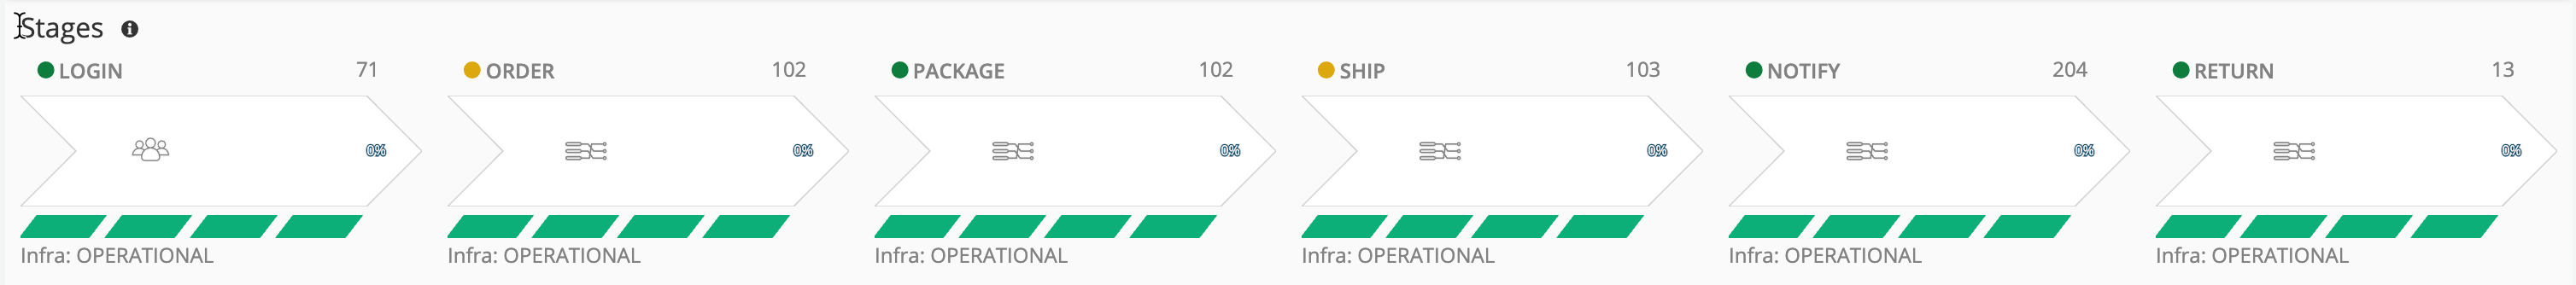 Stages
LOGIN 71 ORDER 102 PACKAGE 102 SHIP 103 NOTIFY 204 RETURN 13
0% 0% 0% 0% 0% 0%
Infra: OPERATIONAL Infra: OPERATIONAL Infra: OPERATIONAL Infra: OPERATIONAL Infra: OPERATIONAL Infra: OPERATIONAL